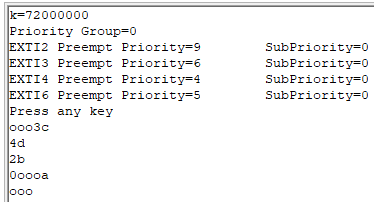 k=72000000
Priority Group=0
EXTI2 Preempt Priority=9 SubPriority=0
EXTI3 Preempt Priority=6 SubPriority=0
EXTI4 Preempt Priority=4 SubPriority=0
EXTI6 Preempt Priority=5 SubPriority=0
Press any key
ooo3c
4d
2b
0oooa
ooo